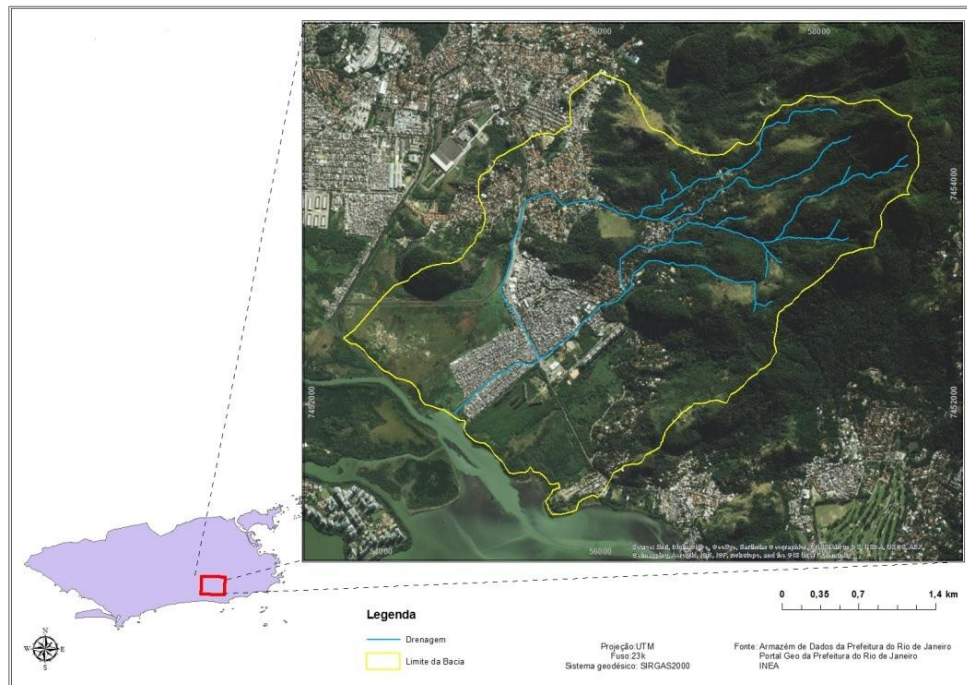 56000
58000
7454000
7454000
7452000
7452000
54000
56000
0 0,35 0,7 1,4 km
Legenda
Drenagem
Limite da Bacia
Projeção:UTM
Fuso:23k
Sistema geodésico: SIRGAS2000
Fonte: Armazém de Dados da Prefeitura do Rio de Janeiro
Portal Geo da Prefeitura do Rio de Janeiro
INEA
N
W E
S